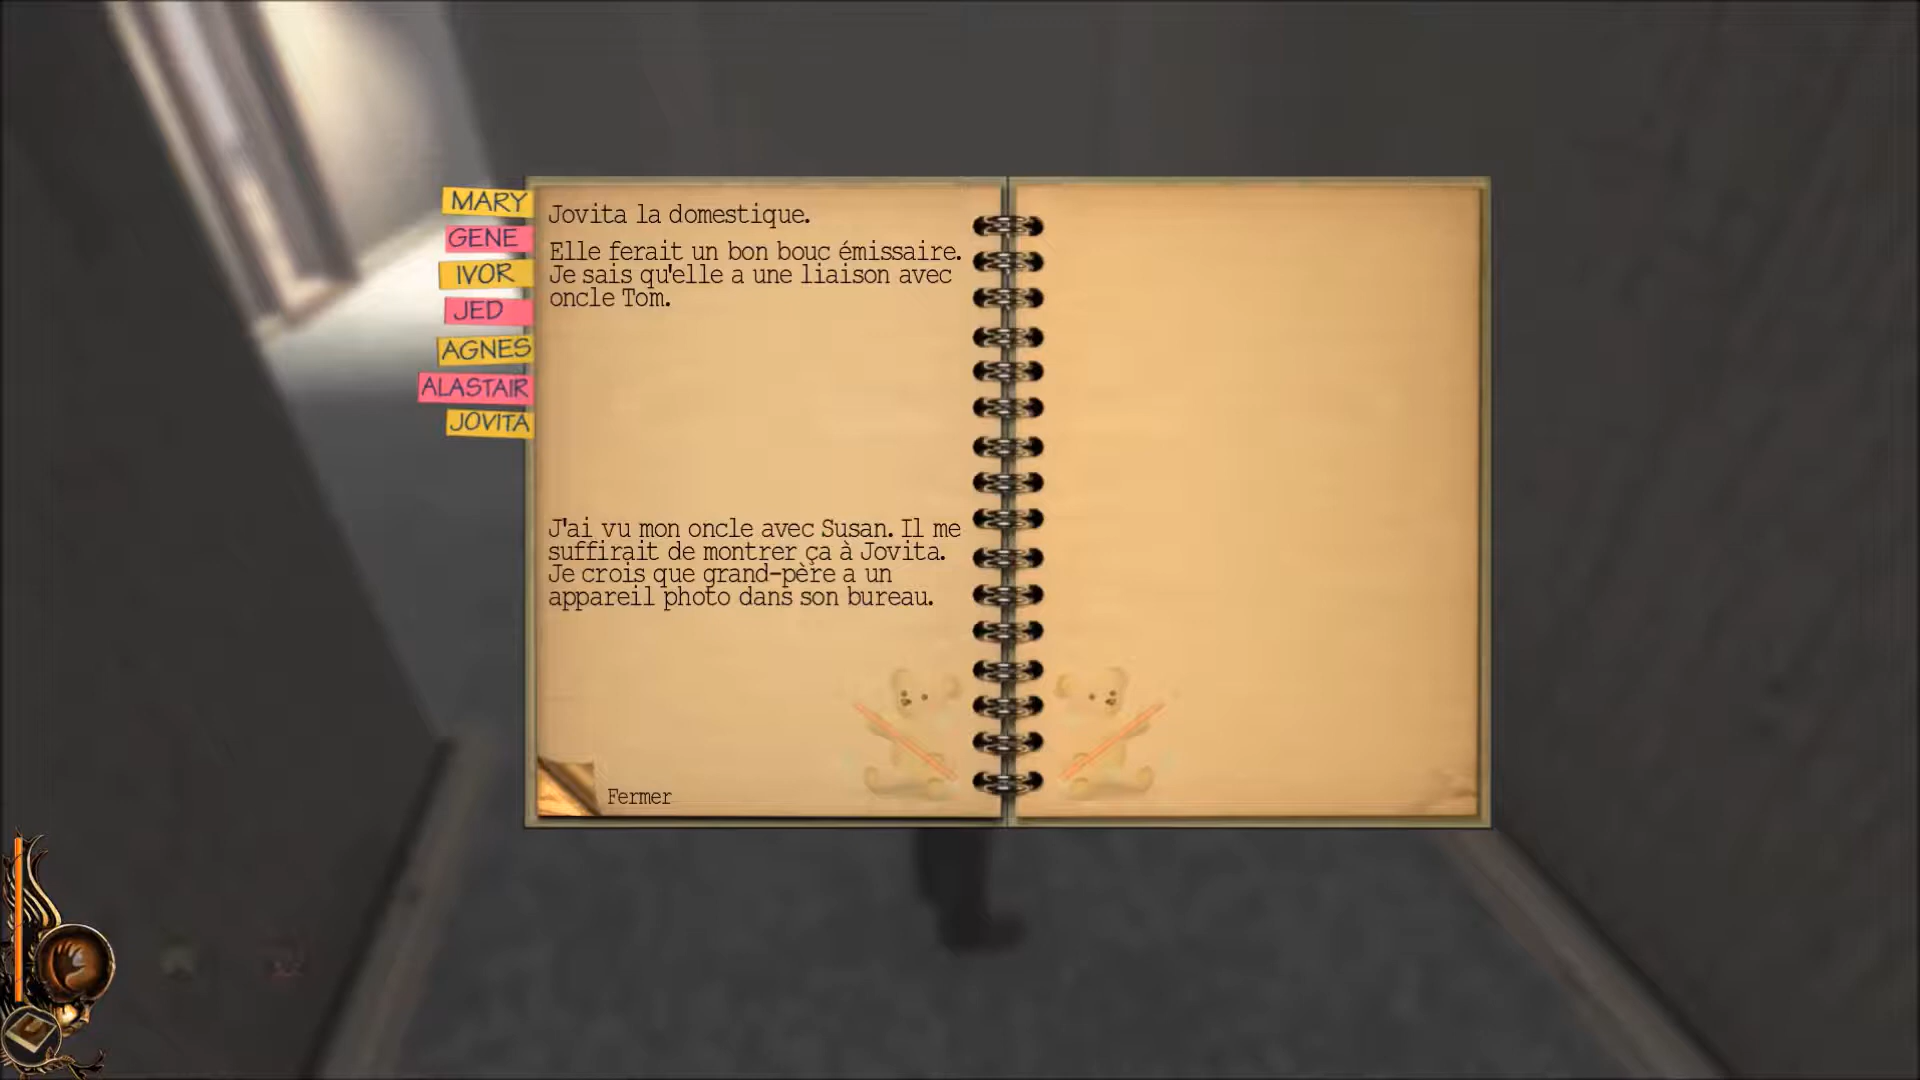 MARY
GENE
IVOR
JED
AGNES
ALASTAIR
JOVITA
Jovita la domestique.
Elle ferait un bon bouc émissaire.
Je sais qu'elle a une liaison avec
oncle Tom.
J'ai vu mon oncle avec Susan. Il me
suffirait de montrer ça à Jovita.
Je crois que grand-père a un
appareil photo dans son bureau.
Fermer